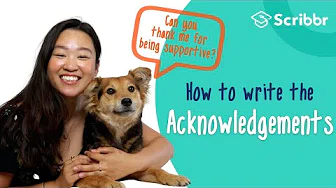 Scribbr
Can you
thank me for
being supportive?
How to write the
Acknowledgements